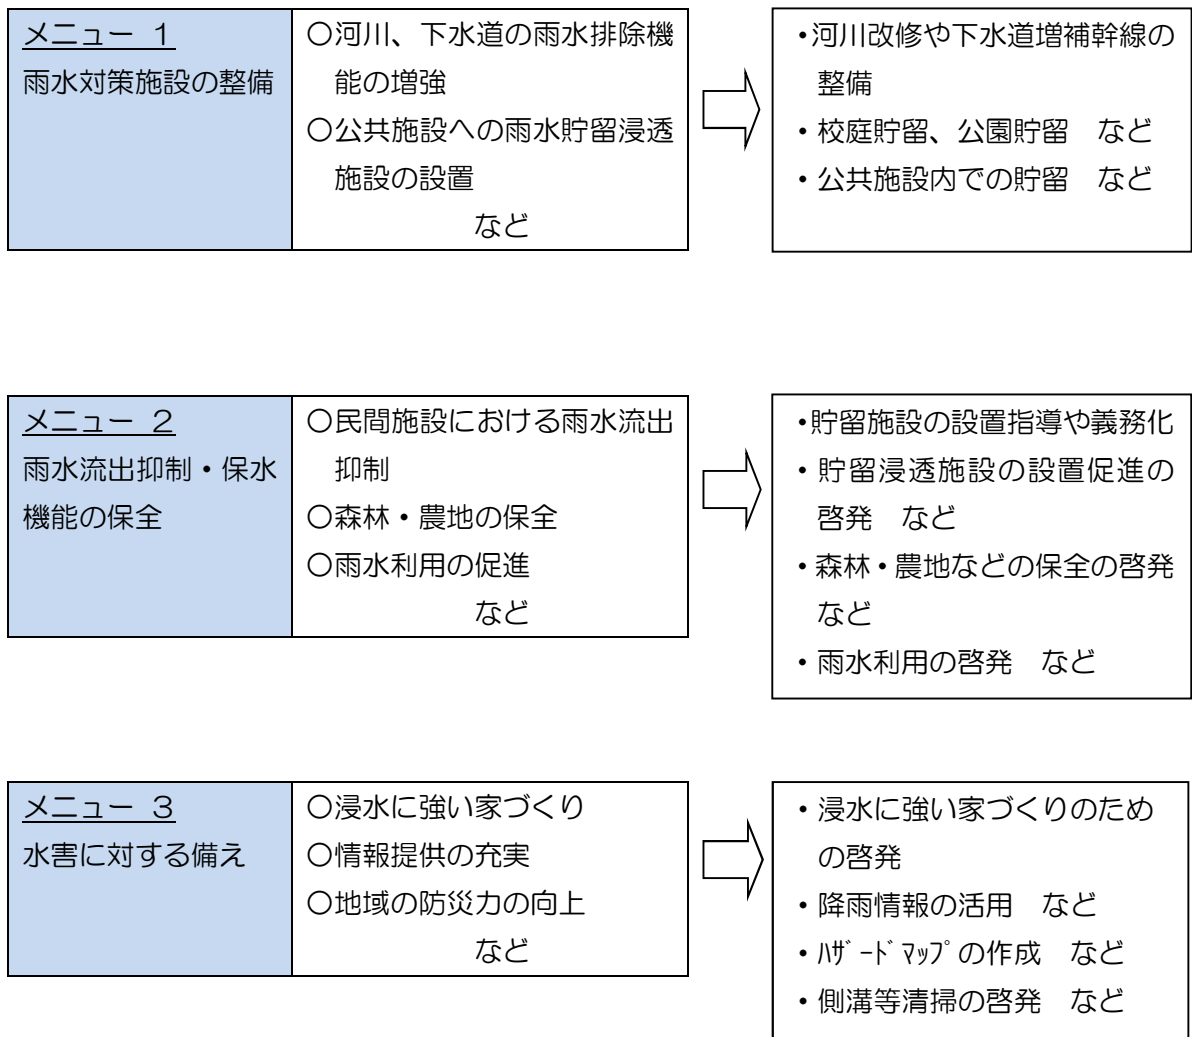 メニュー 1
雨水対策施設の整備
〇河川、下水道の雨水排除機
能の増強
〇公共施設への雨水貯留浸透
施設の設置
など
・河川改修や下水道増補幹線の
整備
・校庭貯留、公園貯留　など
・公共施設内での貯留　など
メニュー 2
雨水流出抑制・保水
機能の保全
〇民間施設における雨水流出
抑制
〇森林・農地の保全
〇雨水利用の促進
など
・貯留施設の設置指導や義務化
・貯留浸透施設の設置促進の
啓発　など
・森林・農地などの保全の啓発
など
・雨水利用の啓発　など
メニュー 3
水害に対する備え
〇浸水に強い家づくり
〇情報提供の充実
〇地域の防災力の向上
など
・浸水に強い家づくりのため
の啓発
・降雨情報の活用　など
・ﾊｻﾞｰﾄﾞﾏｯﾌﾟの作成　など
・側溝等清掃の啓発　など